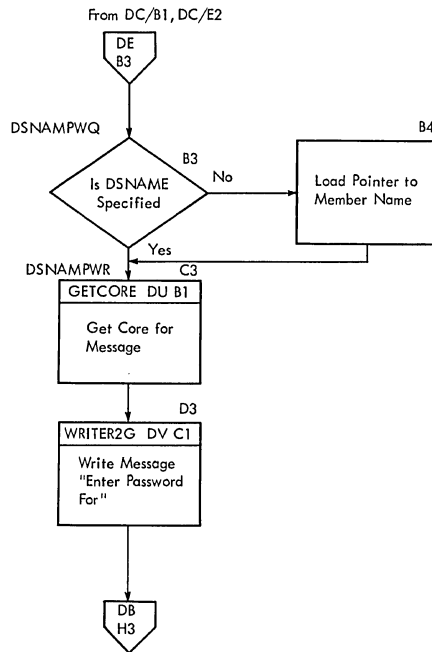 From DC/B1, DC/E2
DE
B3
DSNAMPWQ
B3
B4
Is DSNAME
Specified
No
Load Pointer to
Member Name
Yes
DSNAMPWR
C3
GETCORE DU B1
Get Core for
Message
D3
WRITER2G DV C1
Write Message
"Enter Password
For"
DB
H3